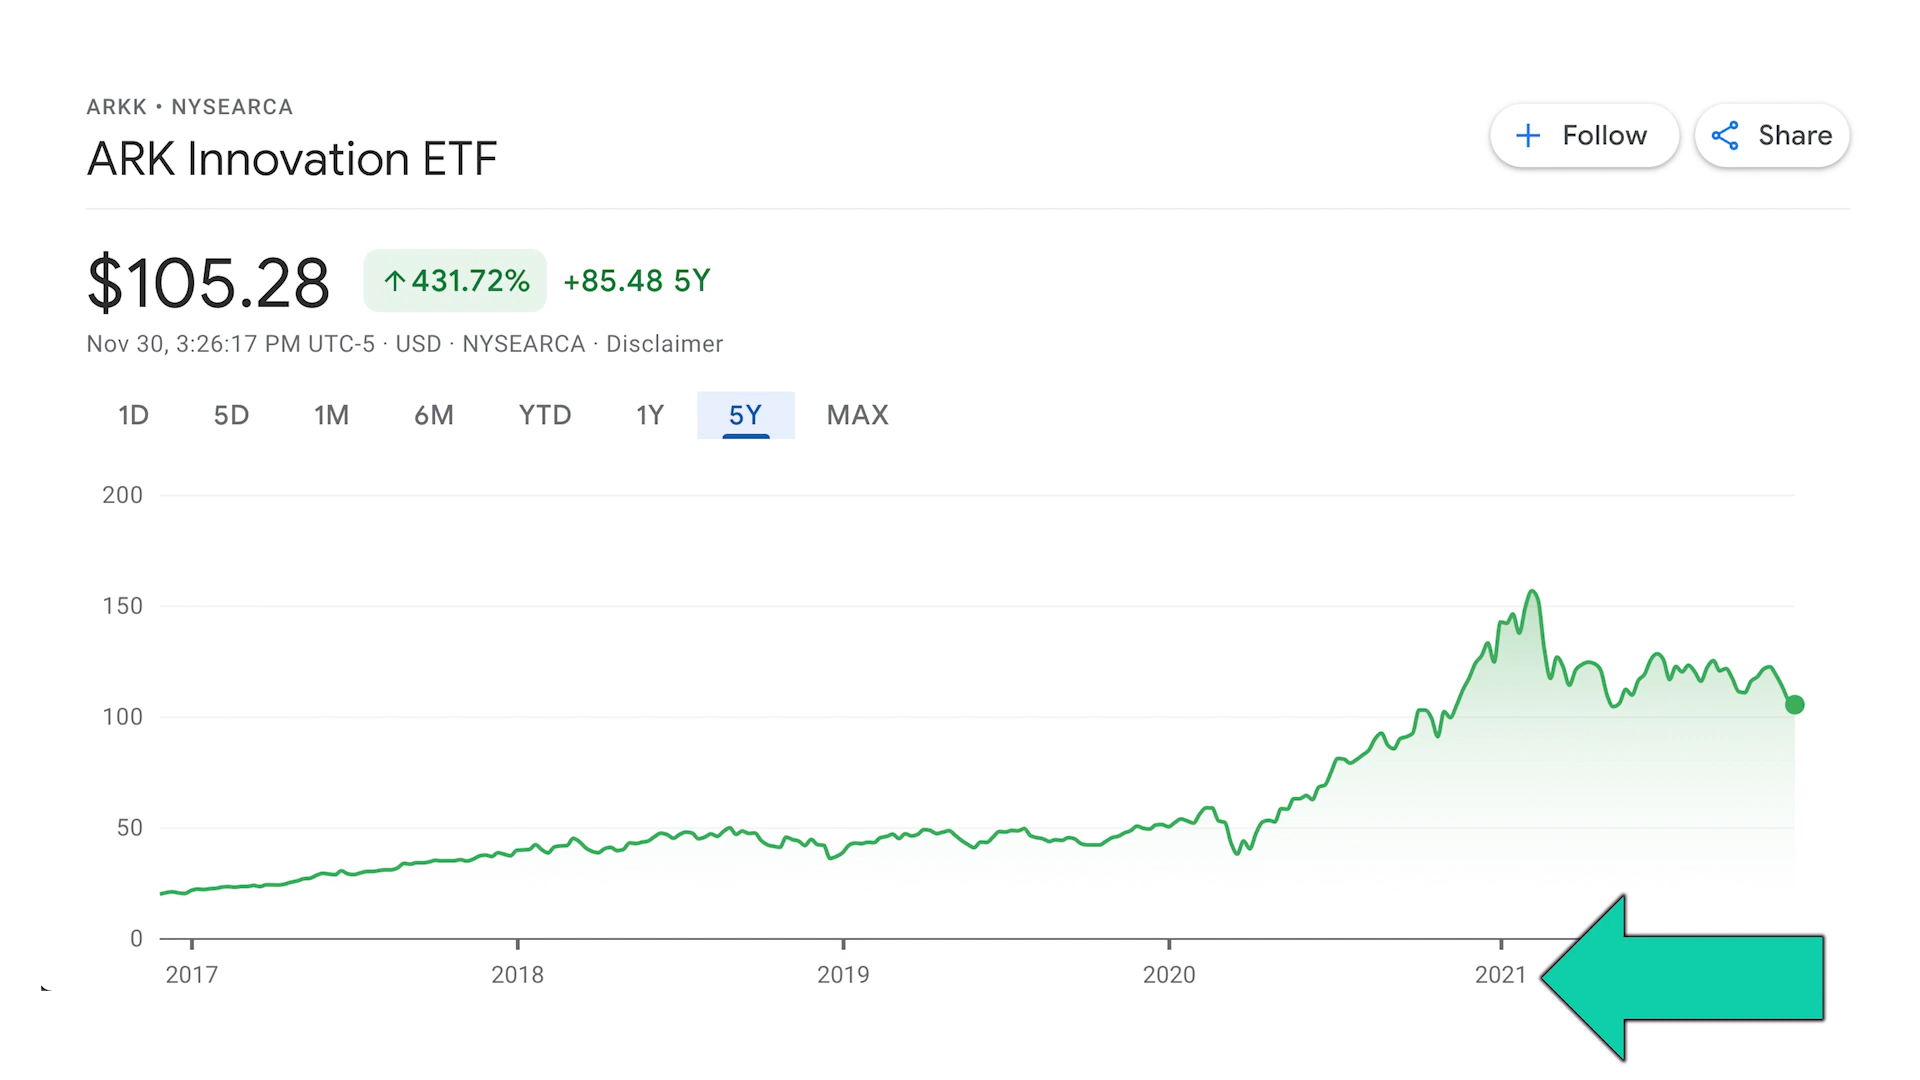 ARKK • NYSEARCA
ARK Innovation ETF
Follow
Share
$105.28 ↑431.72% +85.48 5Y
Nov 30, 3:26:17 PM UTC-5 · USD · NYSEARCA · Disclaimer
1D 5D 1M 6M YTD 1Y 5Y MAX
200
150
100
50
0
2017 2018 2019 2020 2021